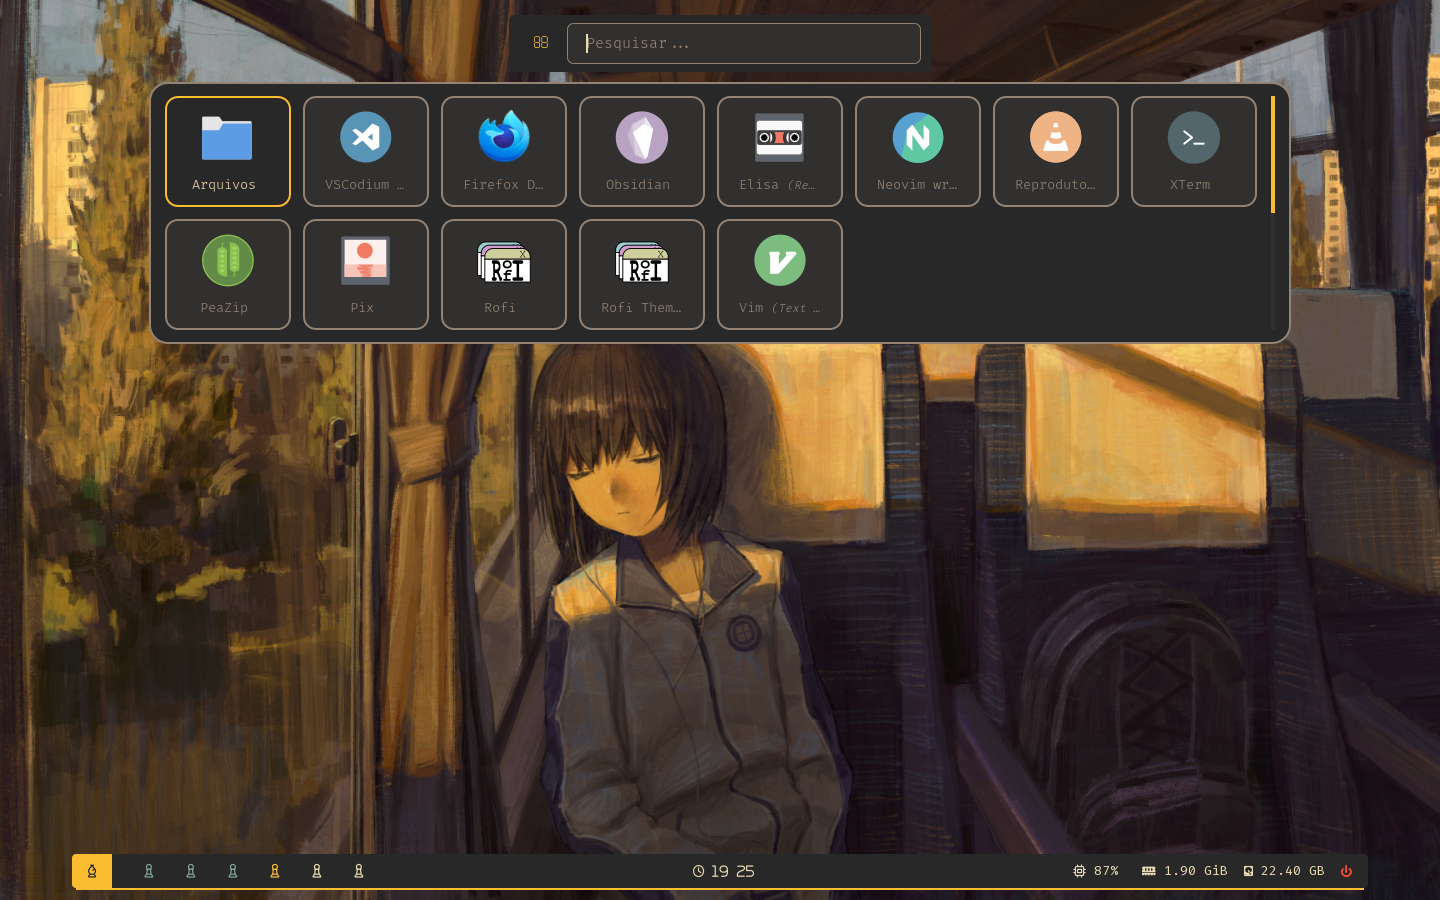 Pesquisar...
Arquivos
VSCodium …
Firefox D…
Obsidian
Elisa (Re…
Neovim wr…
Reproduto…
XTerm
PeaZip
Pix
Rofi
Rofi Them…
Vim (Text …
19 25
87%
1.90 GiB
22.40 GB